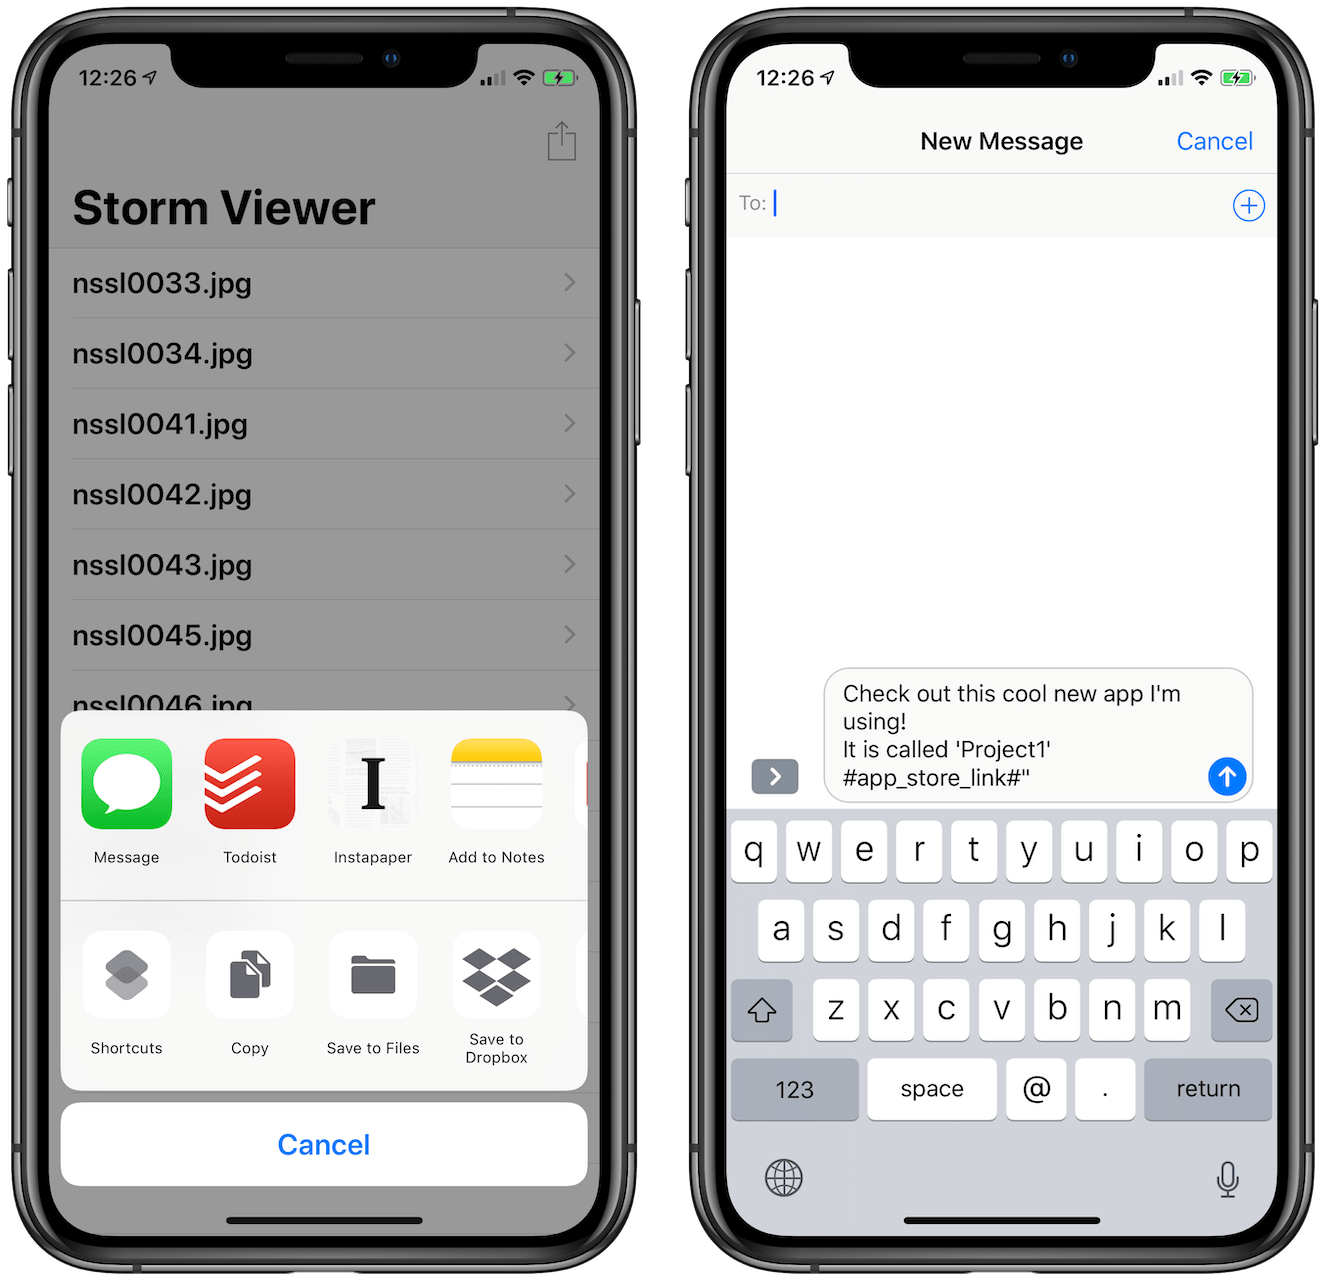 12:26
Storm Viewer
nssl0033.jpg
nssl0034.jpg
nssl0041.jpg
nssl0042.jpg
nssl0043.jpg
nssl0045.jpg
nssl0046.jpg
Message
Todoist
I
Instapaper
Add to Notes
Shortcuts
Copy
Save to Files
Save to
Dropbox
Cancel
12:26
New Message
Cancel
To:
Check out this cool new app I'm
using!
It is called 'Project1'
#app_store_link#"
q w e r t y u i o p
a s d f g h j k l
z x c v b n m
123 space @ . return